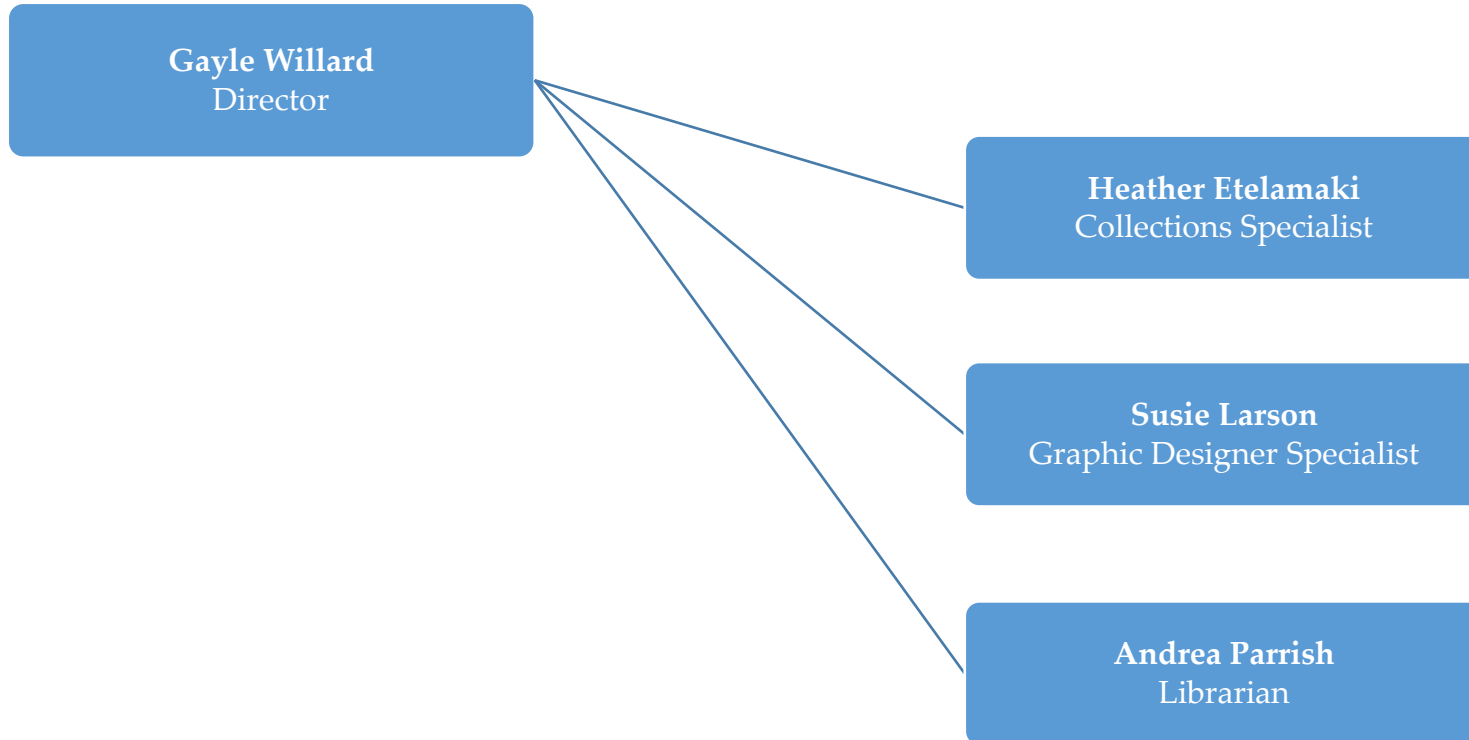 Gayle Willard
Director
Heather Etelamaki
Collections Specialist
Susie Larson
Graphic Designer Specialist
Andrea Parrish
Librarian